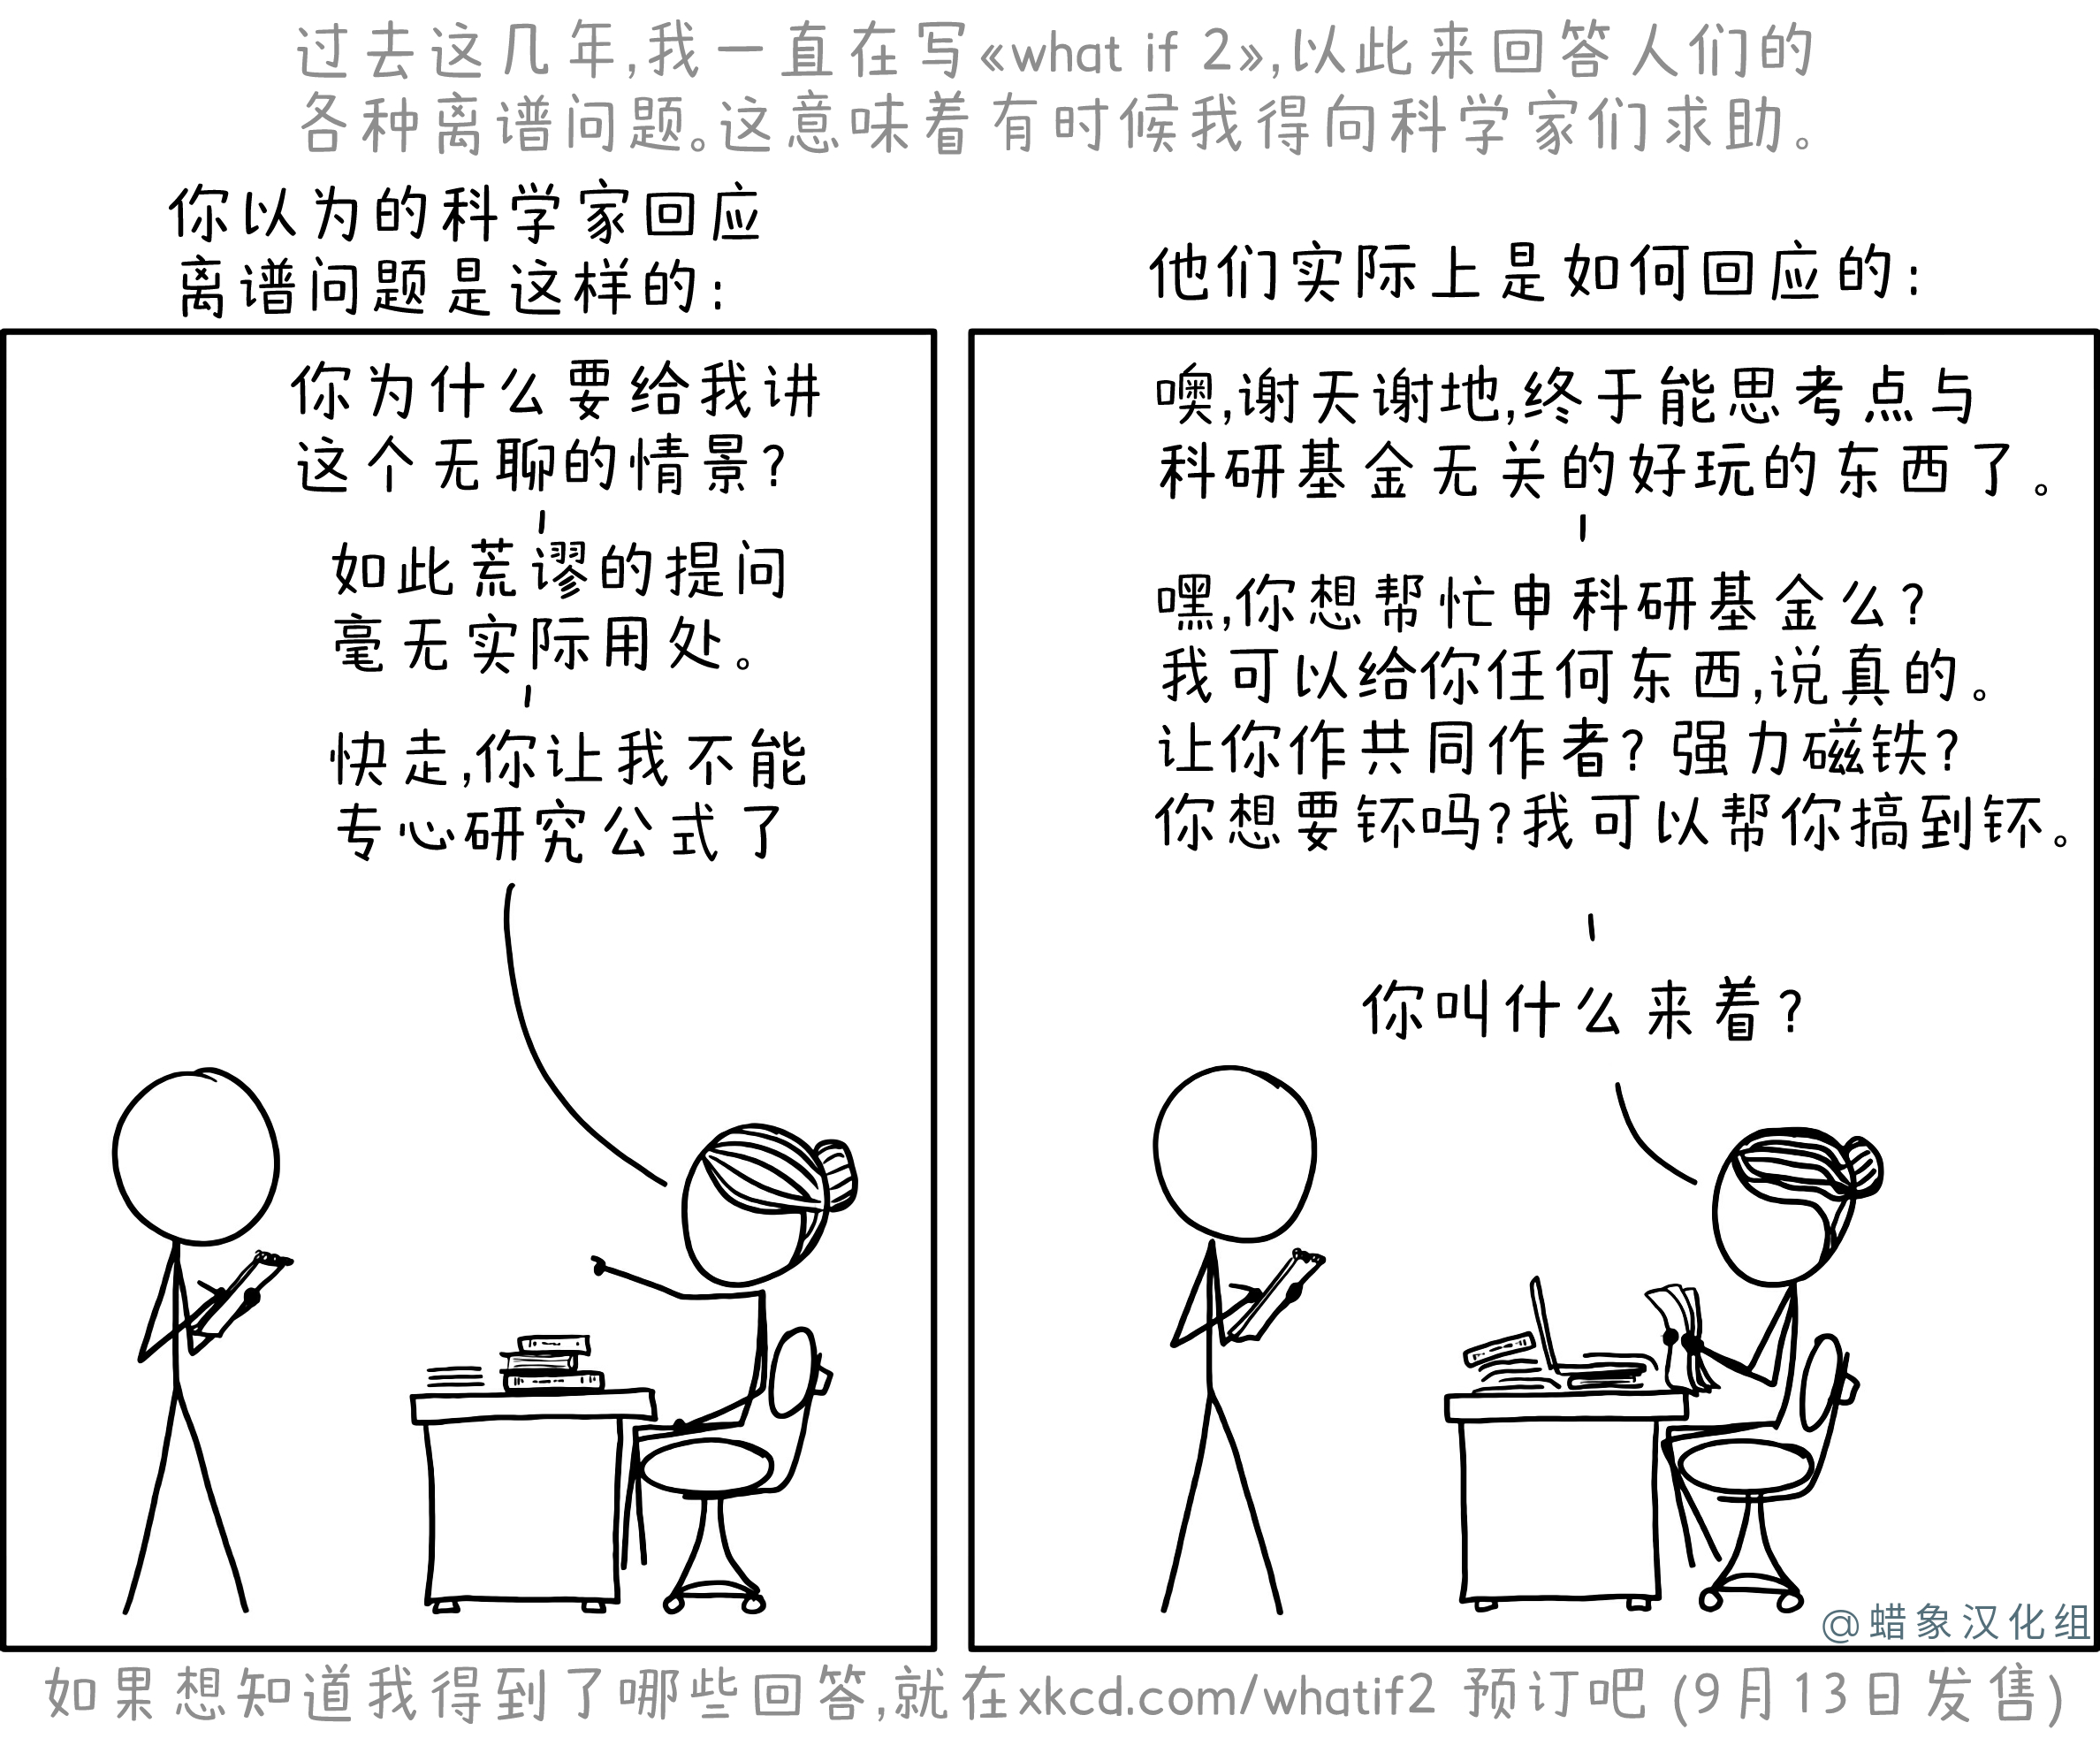 过去这几年,我一直在写«what if 2»,以此来回答人们的
各种离谱问题。这意味着有时候我得向科学家们求助。
你以为的科学家回应
离谱问题是这样的:
你为什么要给我讲
这个无聊的情景?
如此荒谬的提问
毫无实际用处。
快走,你让我不能
专心研究公式了
他们实际上是如何回应的:
噢,谢天谢地,终于能思考点与
科研基金无关的好玩的东西了。
嘿,你想帮忙申科研基金么?
我可以给你任何东西,说真的。
让你作共同作者? 强力磁铁?
你想要钚吗?我可以帮你搞到钚。
你叫什么来着?
@蜡象汉化组
如果想知道我得到了哪些回答,就在xkcd.com/whatif2 预订吧 (9月13日发售)